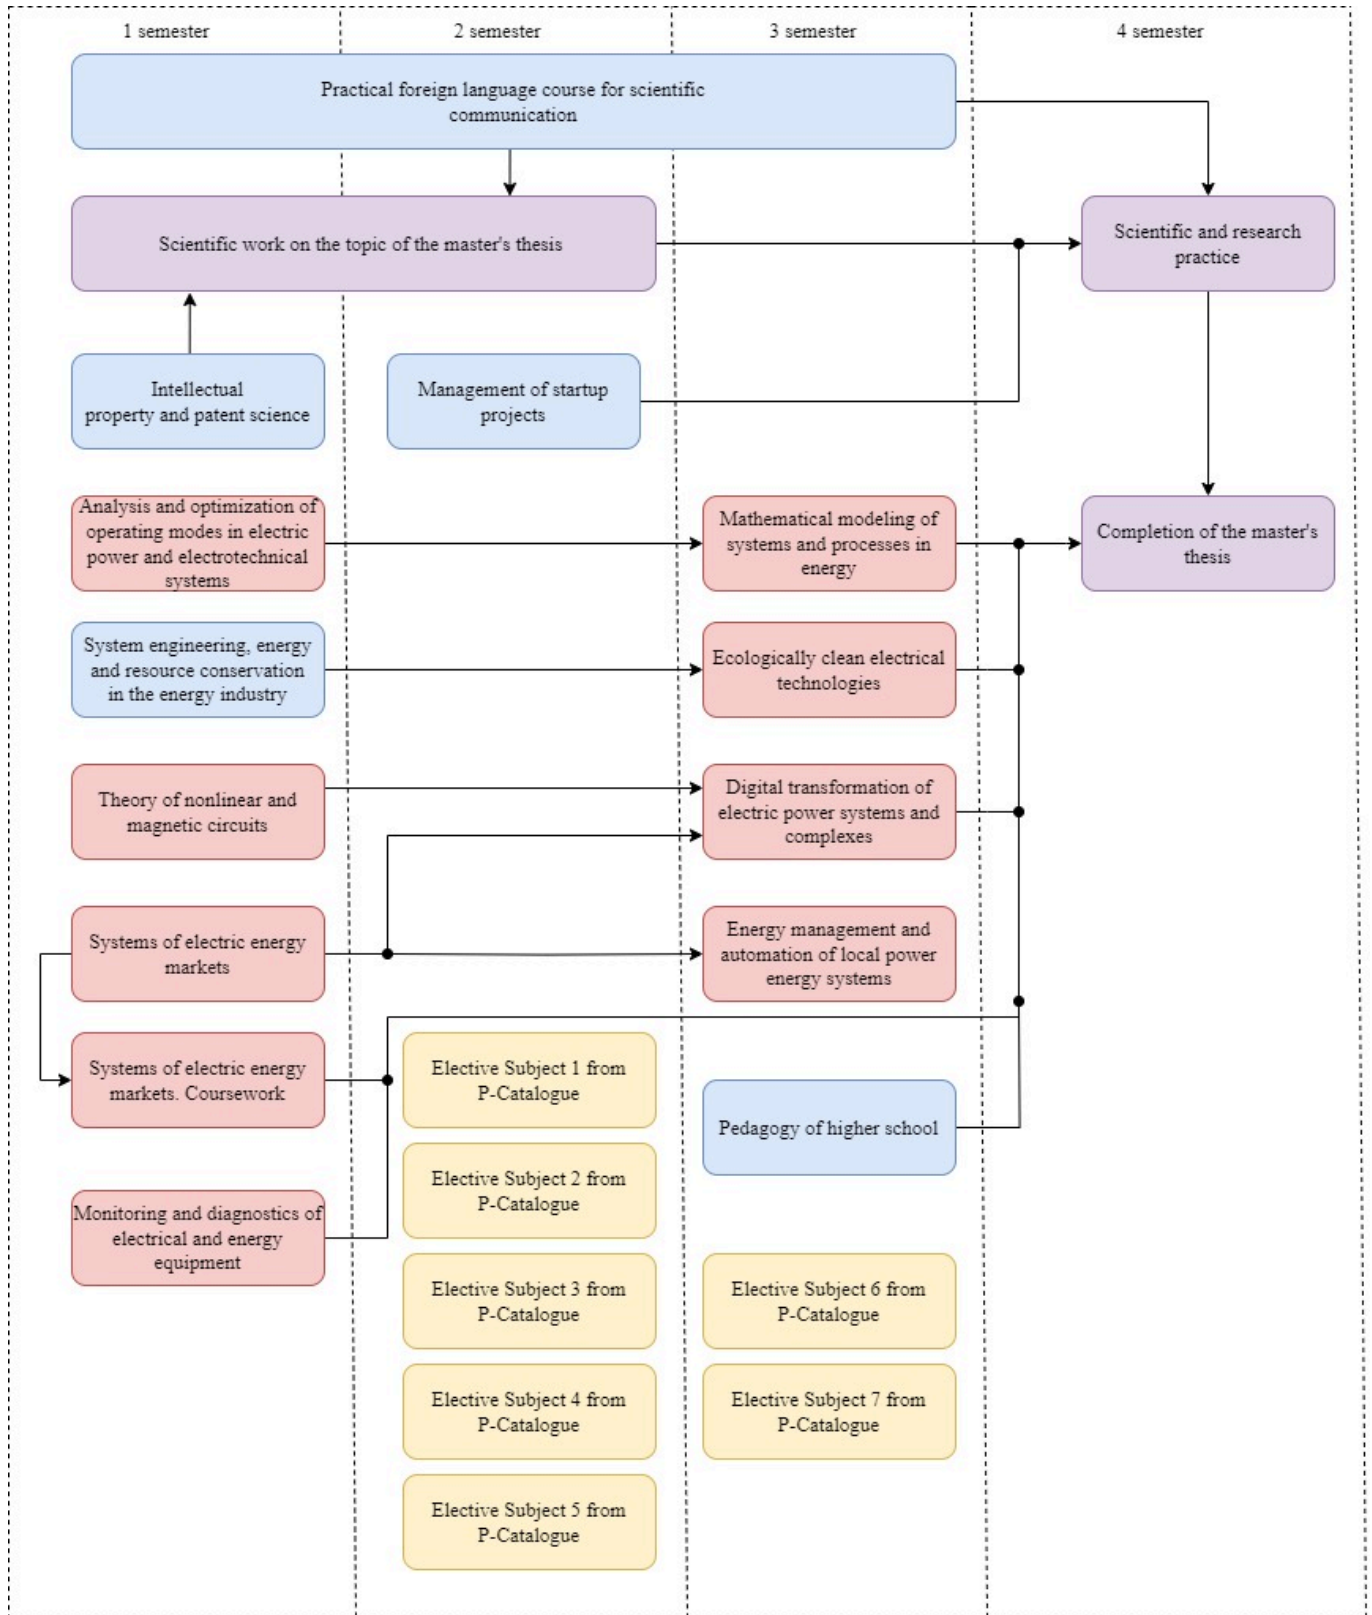 1 semester
2 semester
3 semester
4 semester
Practical foreign language course for scientific
communication
Scientific work on the topic of the master's thesis
Scientific and research
practice
Intellectual
property and patent science
Management of startup
projects
Analysis and optimization of
operating modes in electric
power and electrotechnical
systems
Mathematical modeling of
systems and processes in
energy
Completion of the master's
thesis
System engineering, energy
and resource conservation
in the energy industry
Ecologically clean electrical
technologies
Theory of nonlinear and
magnetic circuits
Digital transformation of
electric power systems and
complexes
Systems of electric energy
markets
Energy management and
automation of local power
energy systems
Systems of electric energy
markets. Coursework
Elective Subject 1 from
P-Catalogue
Pedagogy of higher school
Elective Subject 2 from
P-Catalogue
Monitoring and diagnostics of
electrical and energy
equipment
Elective Subject 3 from
P-Catalogue
Elective Subject 6 from
P-Catalogue
Elective Subject 4 from
P-Catalogue
Elective Subject 7 from
P-Catalogue
Elective Subject 5 from
P-Catalogue